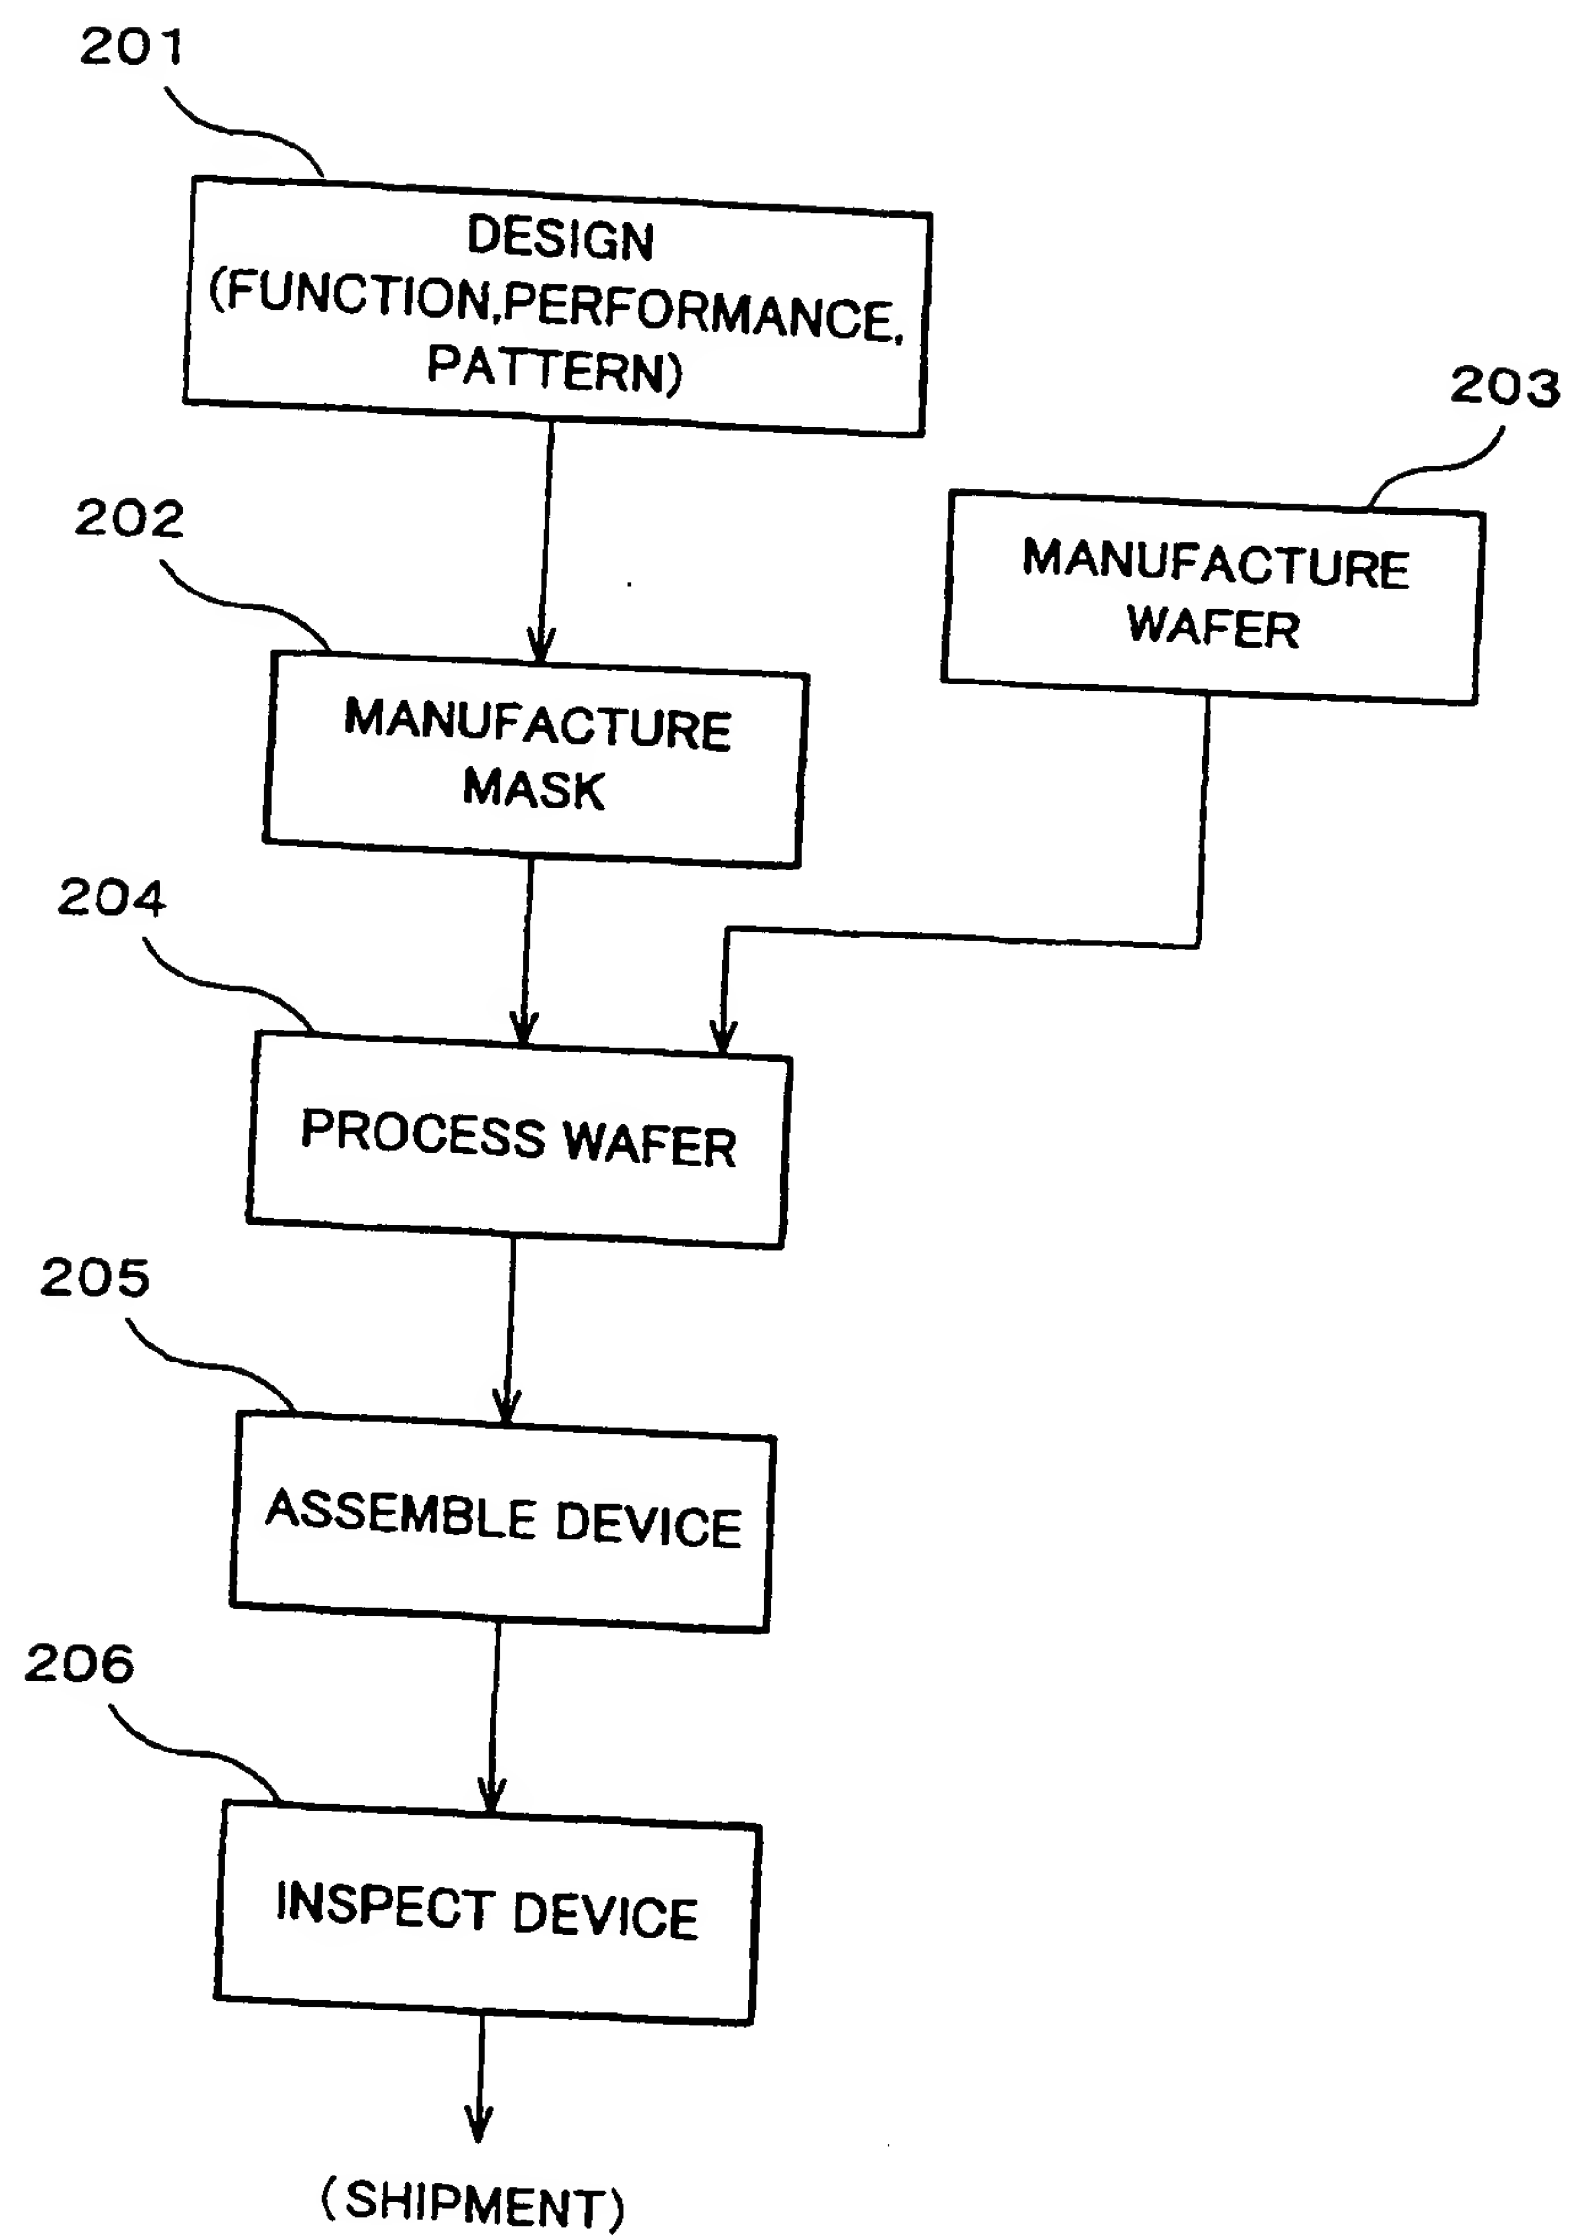 201
DESIGN
(FUNCTION,PERFORMANCE,
PATTERN)
203
MANUFACTURE
WAFER
202
MANUFACTURE
MASK
204
PROCESS WAFER
205
ASSEMBLE DEVICE
206
INSPECT DEVICE
(SHIPMENT)